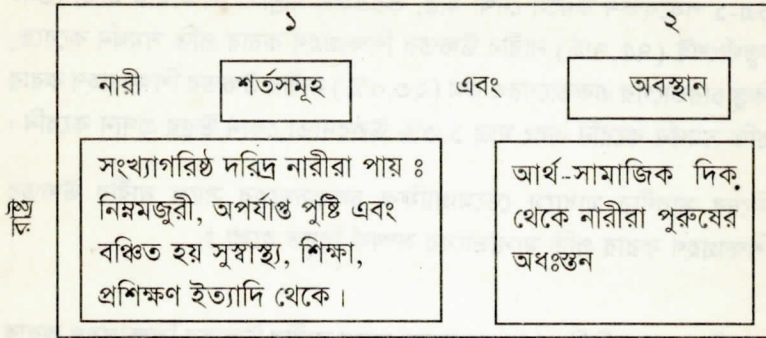 ১ ২
নারী শর্তসমূহ এবং অবস্থান
সংখ্যাগরিষ্ঠ দরিদ্র নারীরা পায় ঃ
নিম্নমজুরী, অপর্যাপ্ত পুষ্টি এবং
বঞ্চিত হয় সুস্বাস্থ্য, শিক্ষা,
প্রশিক্ষণ ইত্যাদি থেকে।
আর্থ-সামাজিক দিক
থেকে নারীরা পুরুষের
অধঃস্তন
রাষ্ট্র